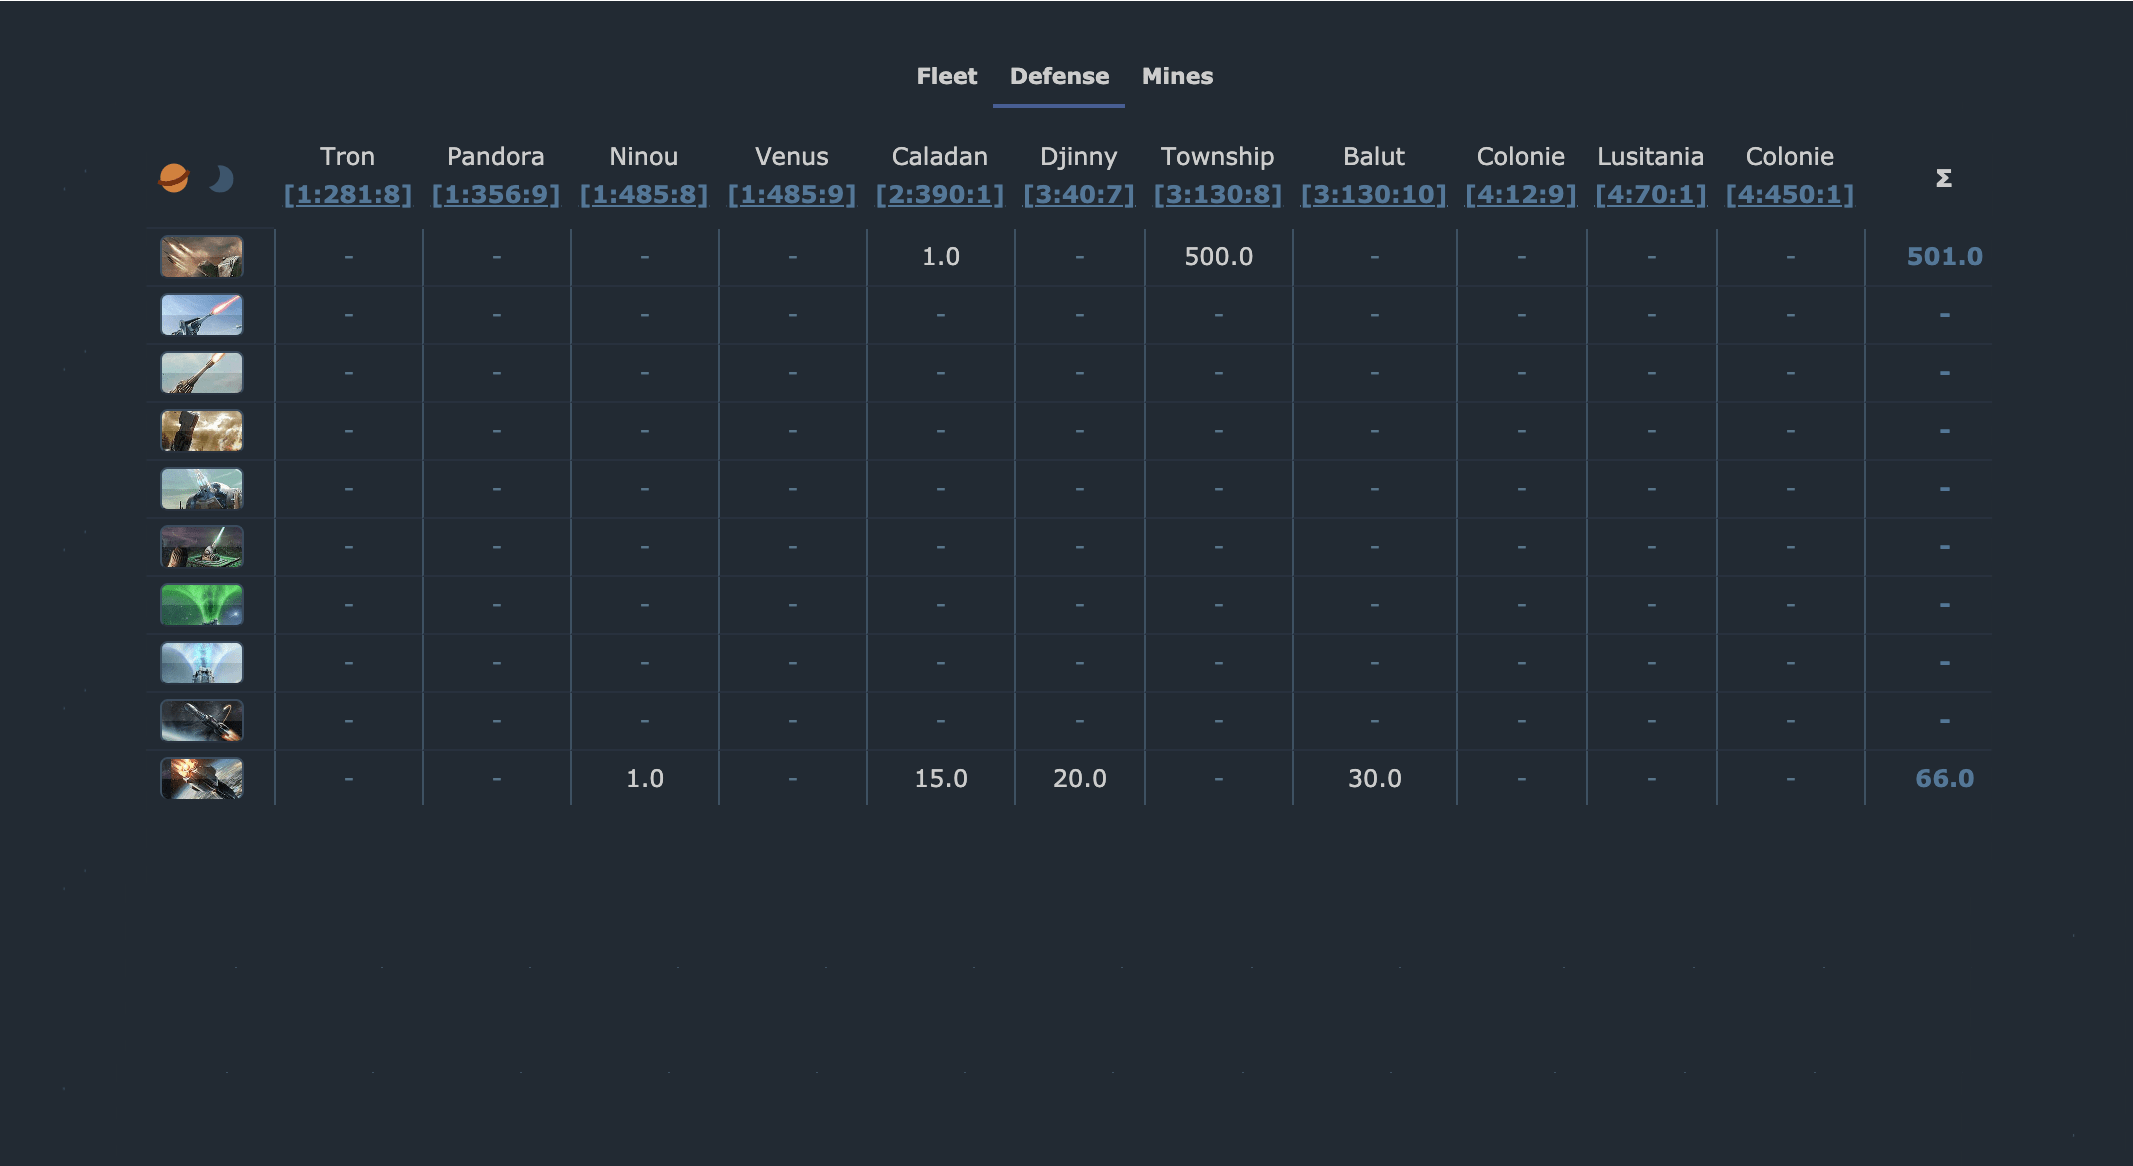 Fleet Defense Mines
Tron Pandora Ninou Venus Caladan Djinny Township Balut Colonie Lusitania Colonie
[1:281:8] [1:356:9] [1:485:8] [1:485:9] [2:390:1] [3:40:7] [3:130:8] [3:130:10] [4:12:9] [4:70:1] [4:450:1] Σ
- - - - 1.0 - 500.0 - - - - 501.0
- - - - - - - - - - - -
- - - - - - - - - - - -
- - - - - - - - - - - -
- - - - - - - - - - - -
- - - - - - - - - - - -
- - - - - - - - - - - -
- - - - - - - - - - - -
- - - - - - - - - - - -
- - 1.0 - 15.0 20.0 - 30.0 - - - 66.0